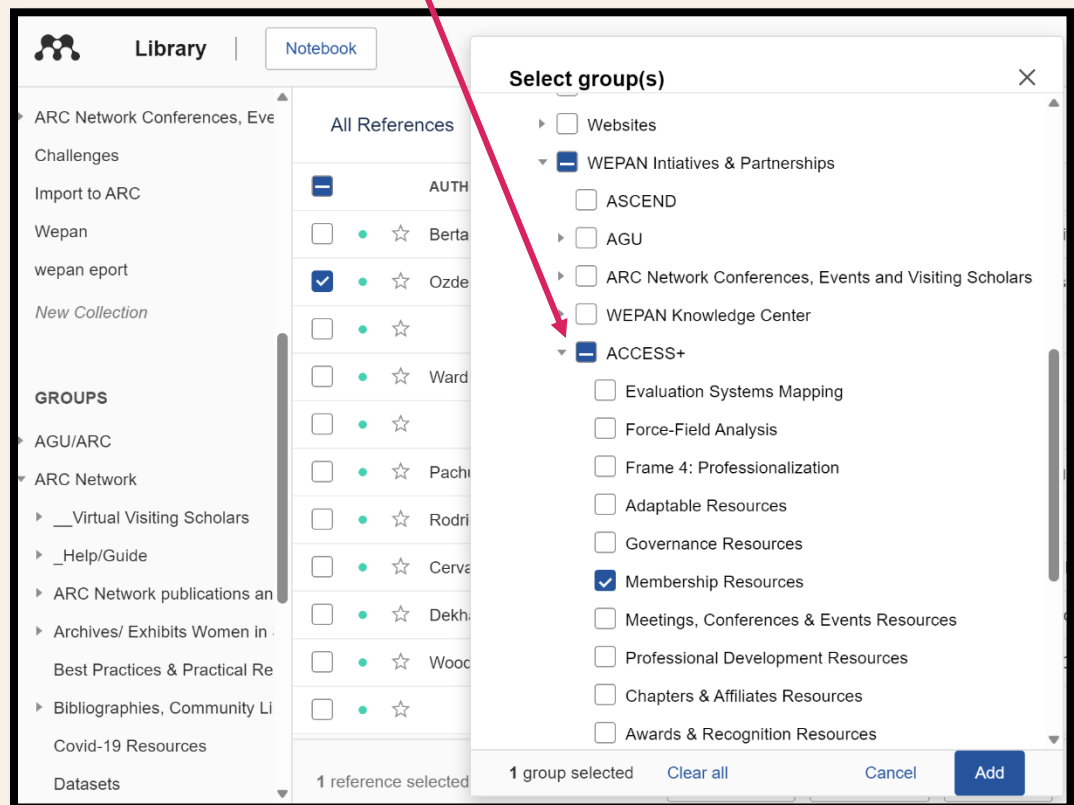 Library
Notebook
ARC Network Conferences, Eve
Challenges
Import to ARC
Wepan
wepan eport
New Collection
GROUPS
AGU/ARC
ARC Network
__Virtual Visiting Scholars
_Help/Guide
ARC Network publications an
Archives/ Exhibits Women in
Best Practices & Practical Re
Bibliographies, Community Li
Covid-19 Resources
Datasets
All References
AUTH
Berta
Ozde
Ward
Pachu
Rodri
Cerva
Dekh
Wood
1 reference selected
Select group(s)
Websites
WEPAN Intiatives & Partnerships
ASCEND
AGU
ARC Network Conferences, Events and Visiting Scholars
WEPAN Knowledge Center
ACCESS+
Evaluation Systems Mapping
Force-Field Analysis
Frame 4: Professionalization
Adaptable Resources
Governance Resources
Membership Resources
Meetings, Conferences & Events Resources
Professional Development Resources
Chapters & Affiliates Resources
Awards & Recognition Resources
1 group selected Clear all Cancel Add